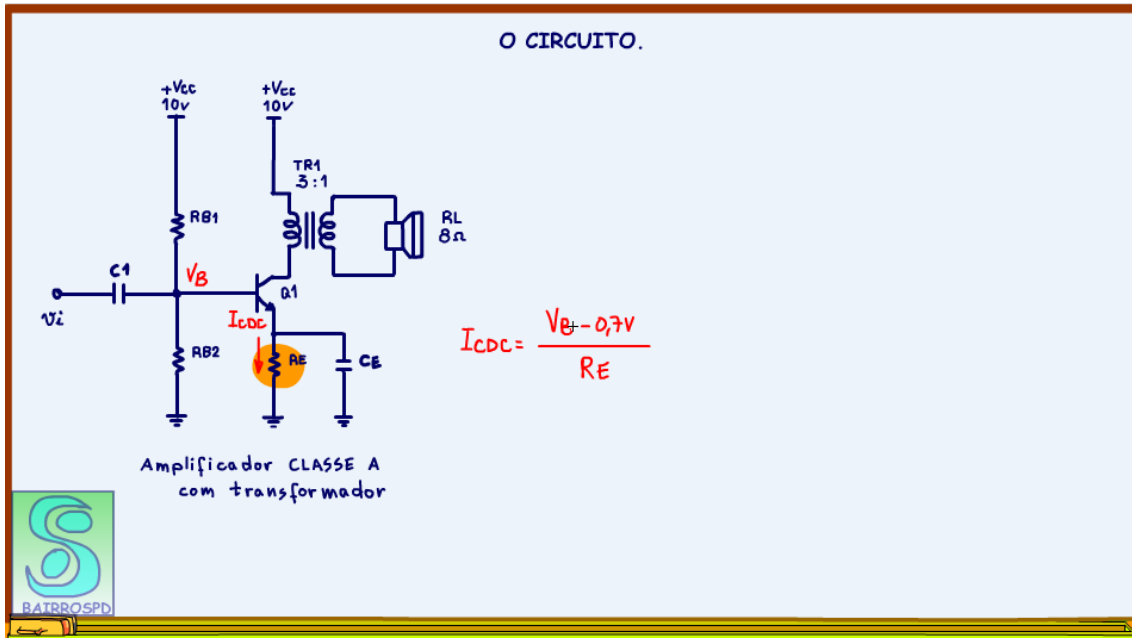 O CIRCUITO.
+Vcc
10V
+Vcc
10V
TR1
3:1
RB1
RL
8Ω
C1
VB
Q1
Vi
ICDC
RB2
RE
CE
ICDC = VB - 0,7V
RE
Amplificador CLASSE A
com transformador
S
BAIRROSPD